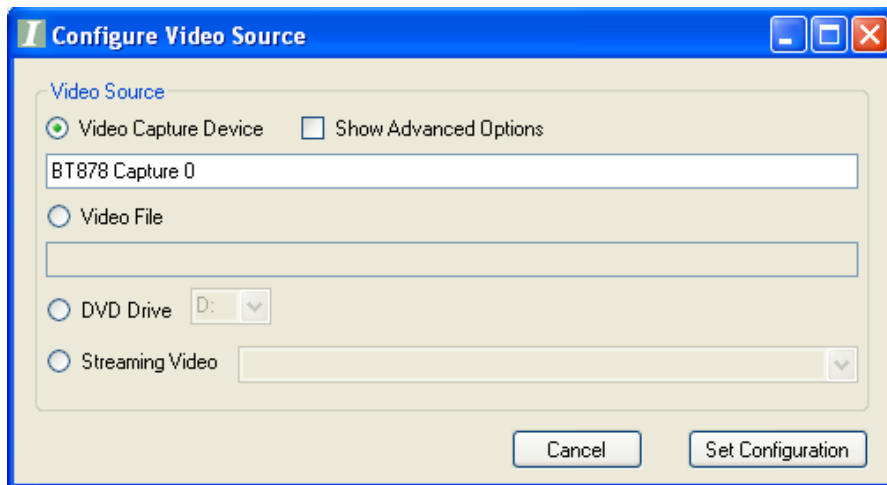 I Configure Video Source
Video Source
Video Capture Device Show Advanced Options
BT878 Capture 0
Video File
DVD Drive D:
Streaming Video
Cancel Set Configuration